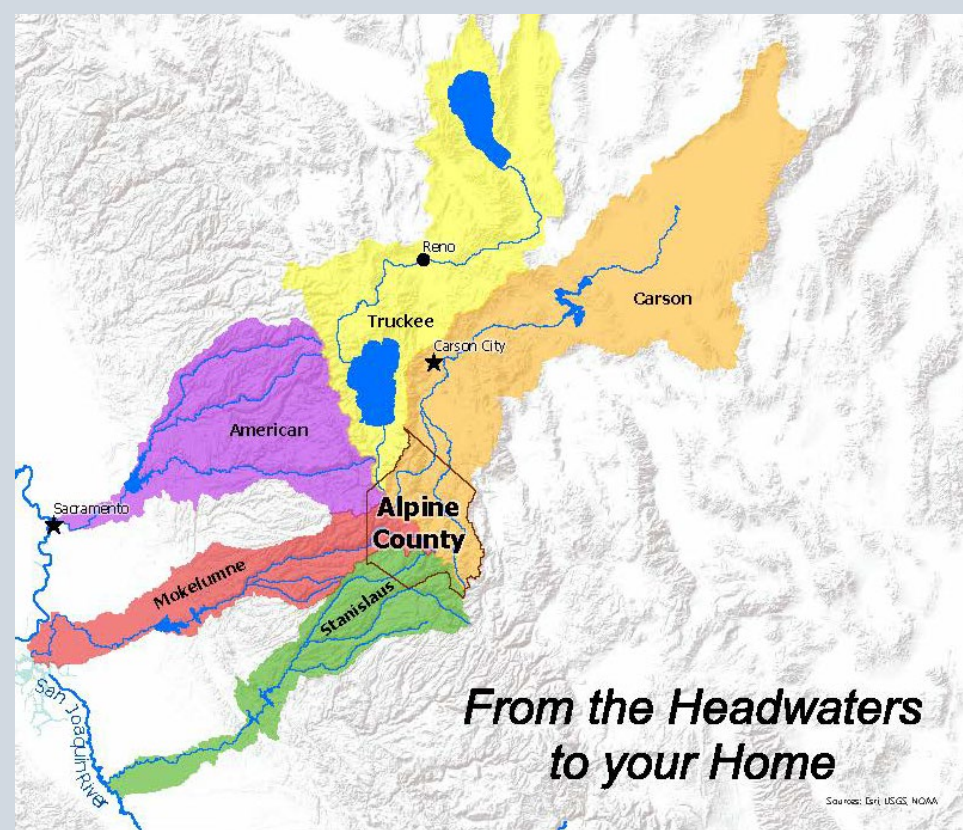 Reno
Truckee
Carson
Carson City
American
Sacramento
Alpine
County
Mokelumne
Stanislaus
San Joaquin River
From the Headwaters
to your Home
Sources: Esri, USGS, NOAA